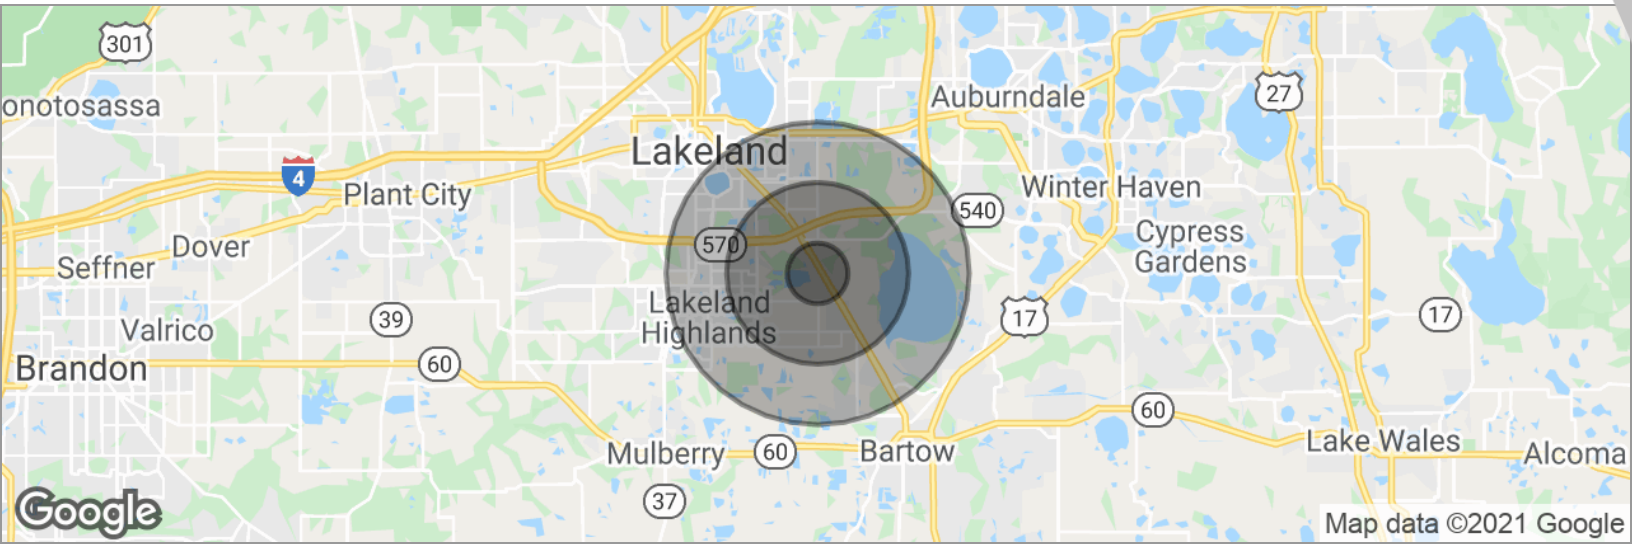 301
onotosassa
Auburndale
27
Lakeland
4
Plant City
Winter Haven
540
Cypress
Gardens
Dover
570
Seffner
Lakeland
Highlands
39
17
17
Valrico
Brandon
60
60
Mulberry
60
Bartow
Lake Wales
Alcoma
37
Google
Map data ©2021 Google